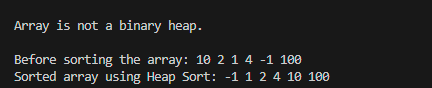 Array is not a binary heap.
Before sorting the array: 10 2 1 4 -1 100
Sorted array using Heap Sort: -1 1 2 4 10 100